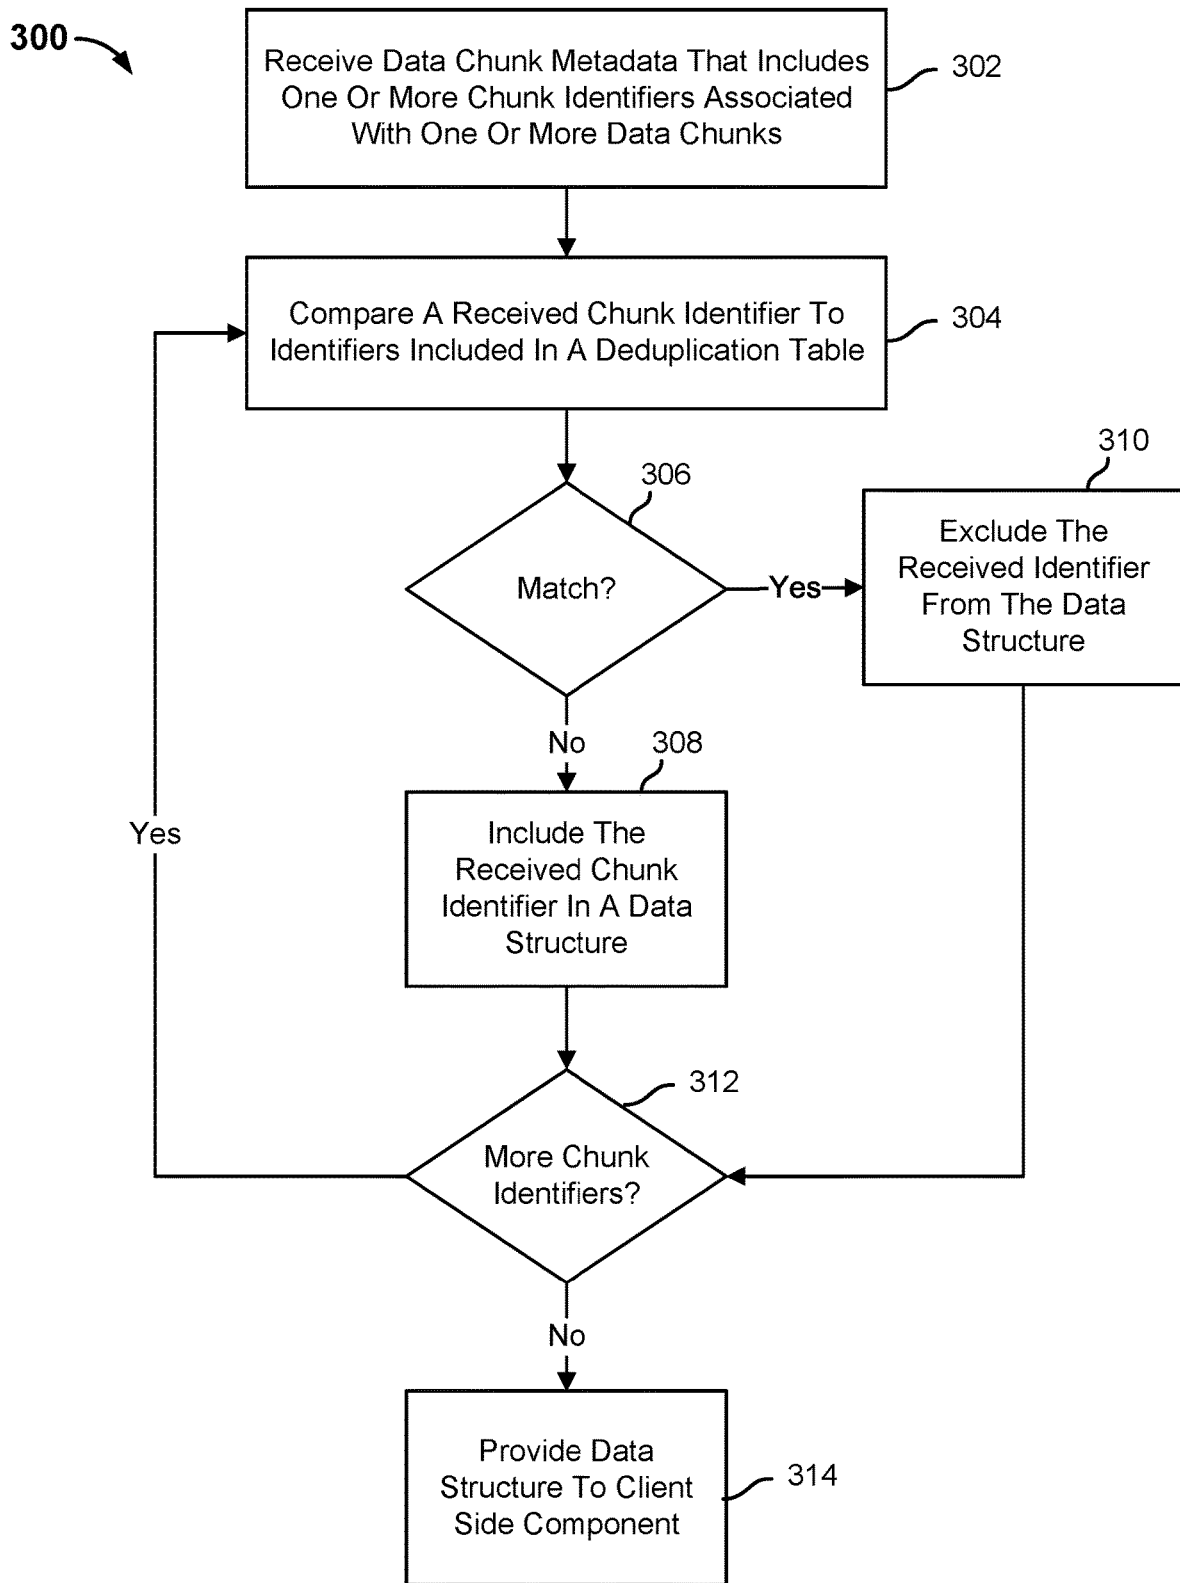 300
Receive Data Chunk Metadata That Includes
One Or More Chunk Identifiers Associated
With One Or More Data Chunks
302
Compare A Received Chunk Identifier To
Identifiers Included In A Deduplication Table
304
306
Match?
Yes
310
Exclude The
Received Identifier
From The Data
Structure
No
308
Include The
Received Chunk
Identifier In A Data
Structure
Yes
312
More Chunk
Identifiers?
No
Provide Data
Structure To Client
Side Component
314